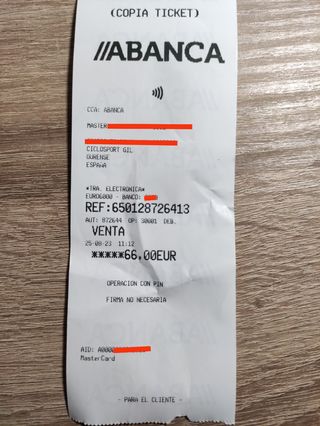 (COPIA TICKET)
//ABANCA
CCA: ABANCA
MASTER
CICLOSPORT GIL
OURENSE
ESPAñA
*TRA. ELECTRONICA*
EURO6000 - BANCO:
REF:650128726413
AUT: 872644 OP: 30001 DEB.
VENTA
25-08-23 11:12
*****66,00EUR
OPERACION CON PIN
FIRMA NO NECESARIA
AID: A0000
MasterCard
- PARA EL CLIENTE -